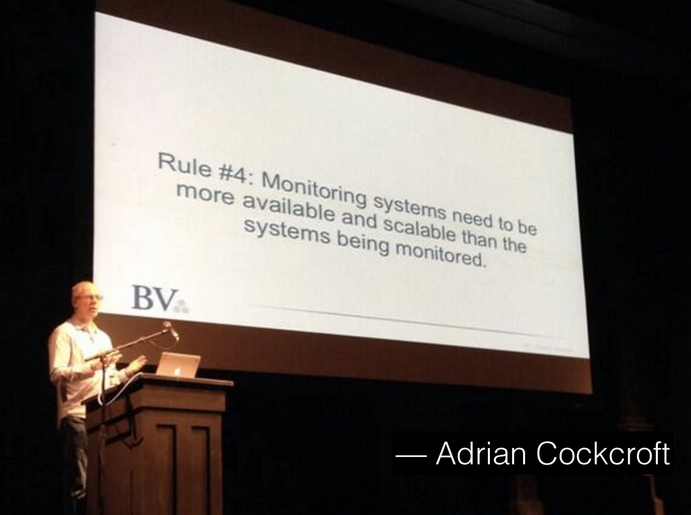 Rule #4: Monitoring systems need to be
more available and scalable than the
systems being monitored.
BV
— Adrian Cockcroft